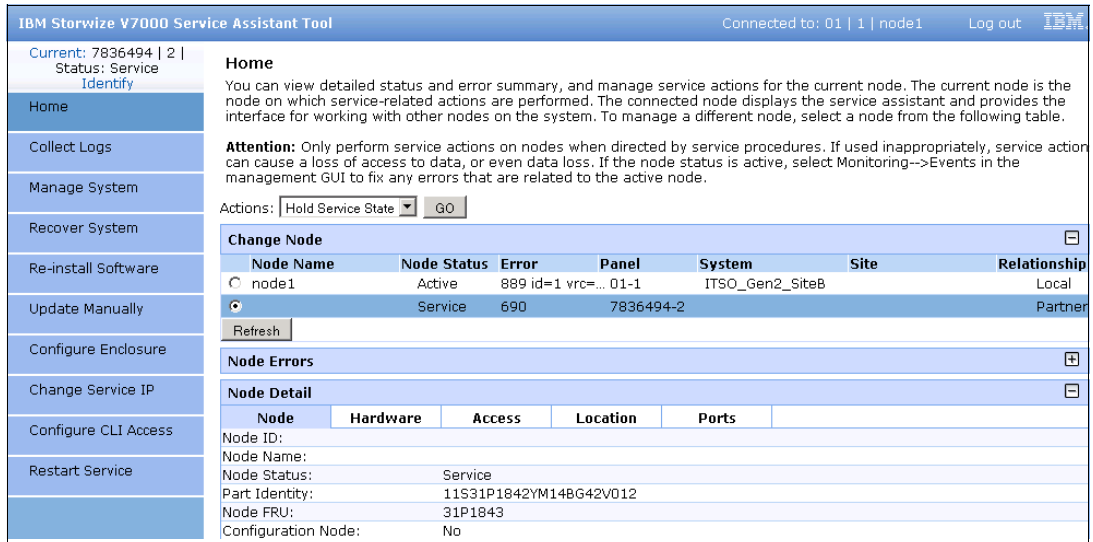 IBM Storwize V7000 Service Assistant Tool Connected to: 01 | 1 | node1 Log out IBM.
Current: 7836494 | 2 |
Status: Service
Identify
Home
Collect Logs
Manage System
Recover System
Re-install Software
Update Manually
Configure Enclosure
Change Service IP
Configure CLI Access
Restart Service
Home
You can view detailed status and error summary, and manage service actions for the current node. The current node is the
node on which service-related actions are performed. The connected node displays the service assistant and provides the
interface for working with other nodes on the system. To manage a different node, select a node from the following table.
Attention: Only perform service actions on nodes when directed by service procedures. If used inappropriately, service action
can cause a loss of access to data, or even data loss. If the node status is active, select Monitoring-->Events in the
management GUI to fix any errors that are related to the active node.
Actions: Hold Service State GO
Change Node
Node Name Node Status Error Panel System Site Relationship
node1 Active 889 id=1 vrc=... 01-1 ITSO_Gen2_SiteB Local
Service 690 7836494-2 Partner
Refresh
Node Errors
Node Detail
Node Hardware Access Location Ports
Node ID:
Node Name:
Node Status: Service
Part Identity: 11S31P1842YM14BG42V012
Node FRU: 31P1843
Configuration Node: No